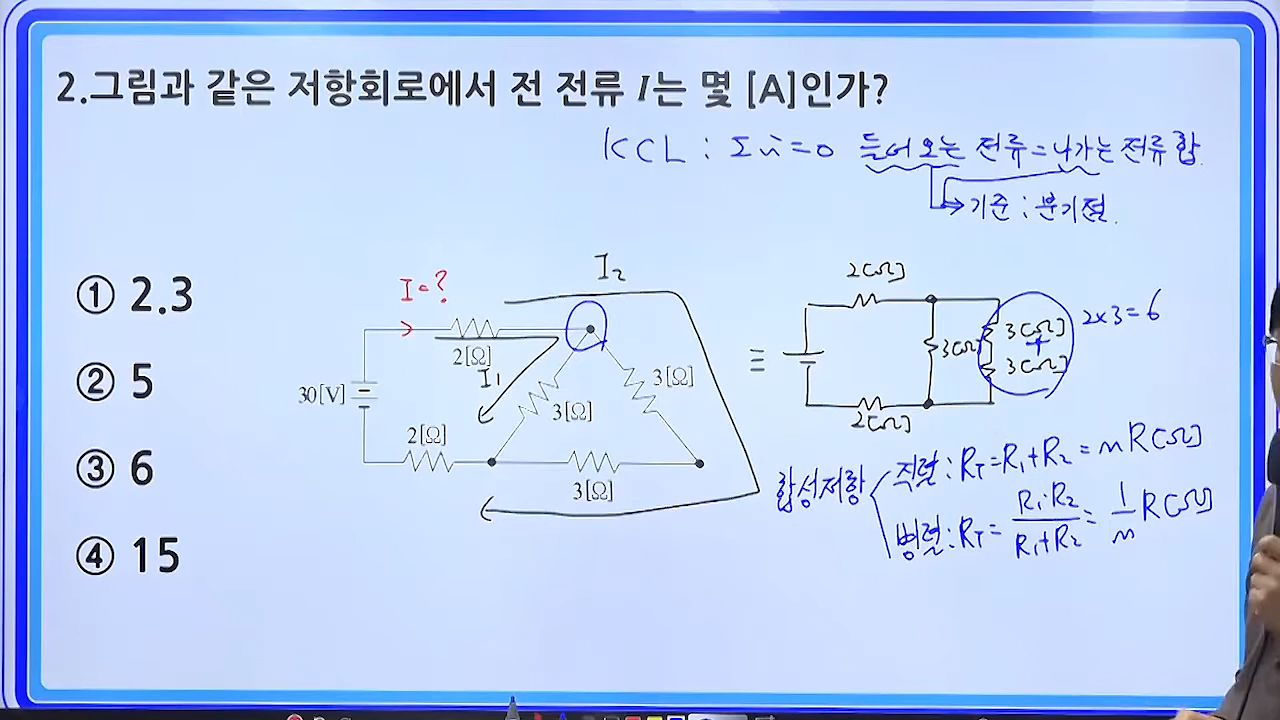 2.그림과 같은 저항회로에서 전 전류 I는 몇 [A]인가?
KCL : Σi=0 들어오는 전류=나가는 전류 합.
기준 : 분기점.
① 2.3
② 5
③ 6
④ 15
I=?
I₂
2[Ω]
I₁
30[V]
3[Ω]
3[Ω]
2[Ω]
3[Ω]
≡
2[Ω]
3[Ω]
3[Ω]
+
3[Ω]
2×3=6
2[Ω]
합성저항
직렬 : R_T=R₁+R₂=nR[Ω]
병렬 : R_T= R₁·R₂/R₁+R₂ = 1/n R[Ω]